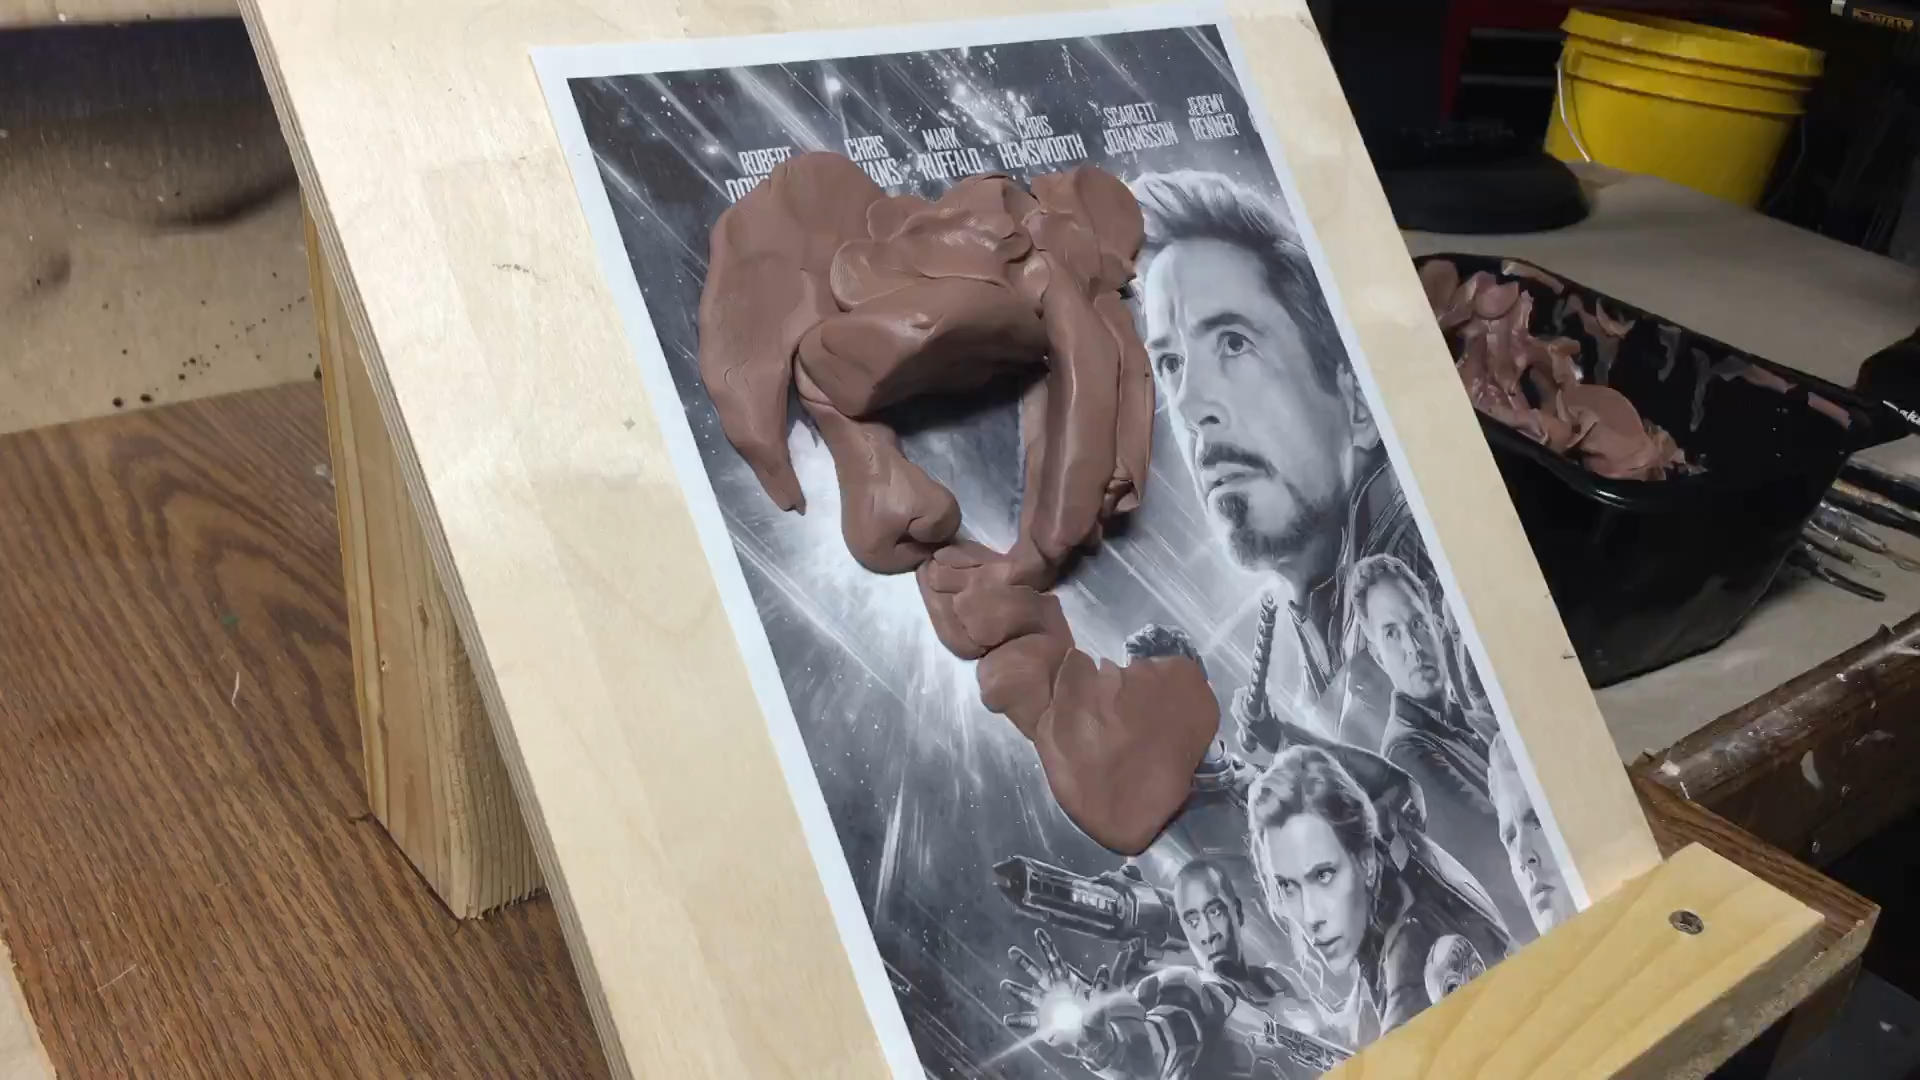 ROBERT
CHRIS
MARK
RUFFALO
CHRIS
HEMSWORTH
SCARLETT
JOHANSSON
JEREMY
RENNER